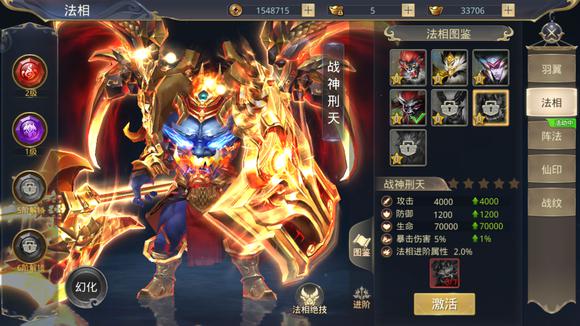 法相
1548715
5
33706
2级
1级
5阶解锁
6阶解锁
幻化
战神刑天
图鉴
法相绝技
进阶
法相图鉴
战神刑天
攻击 4000 4000
防御 1200 1200
生命 70000 70000
暴击伤害 5% 1%
法相进阶属性 2.0%
0/1
激活
羽翼
法相
活动中
阵法
仙印
战纹